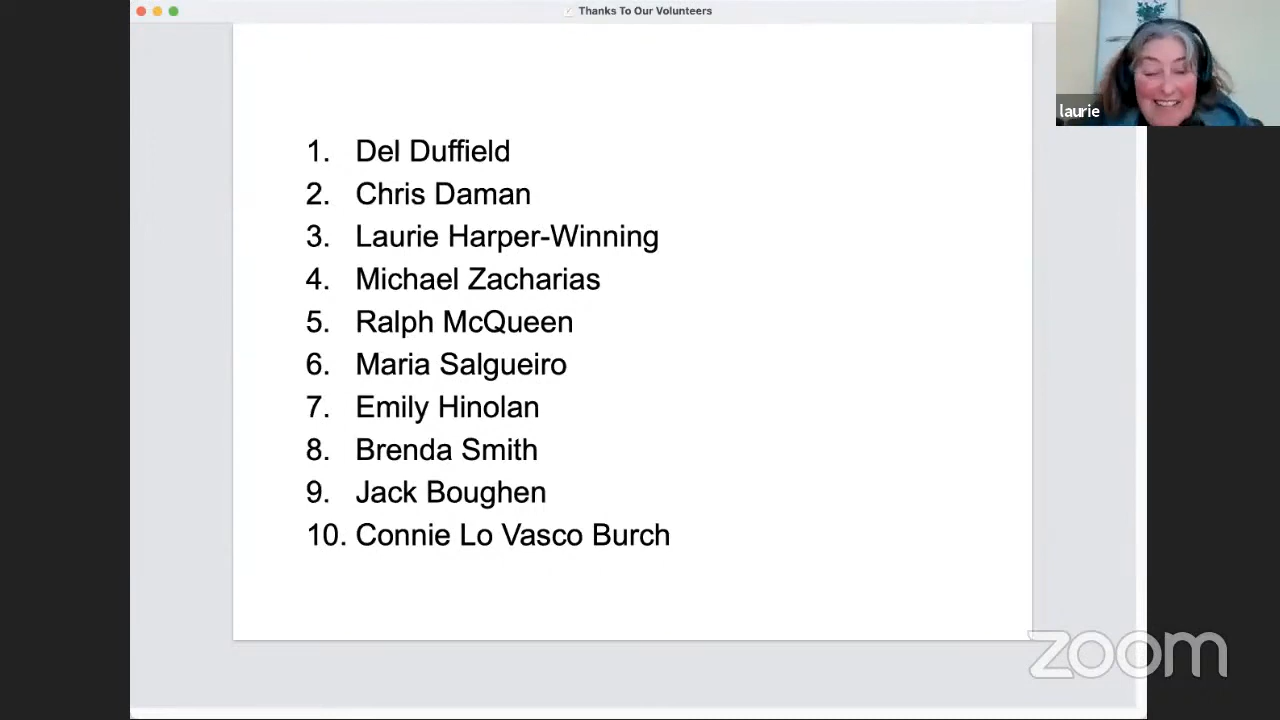 Thanks To Our Volunteers
laurie
1. Del Duffield
2. Chris Daman
3. Laurie Harper-Winning
4. Michael Zacharias
5. Ralph McQueen
6. Maria Salgueiro
7. Emily Hinolan
8. Brenda Smith
9. Jack Boughen
10. Connie Lo Vasco Burch
zoom